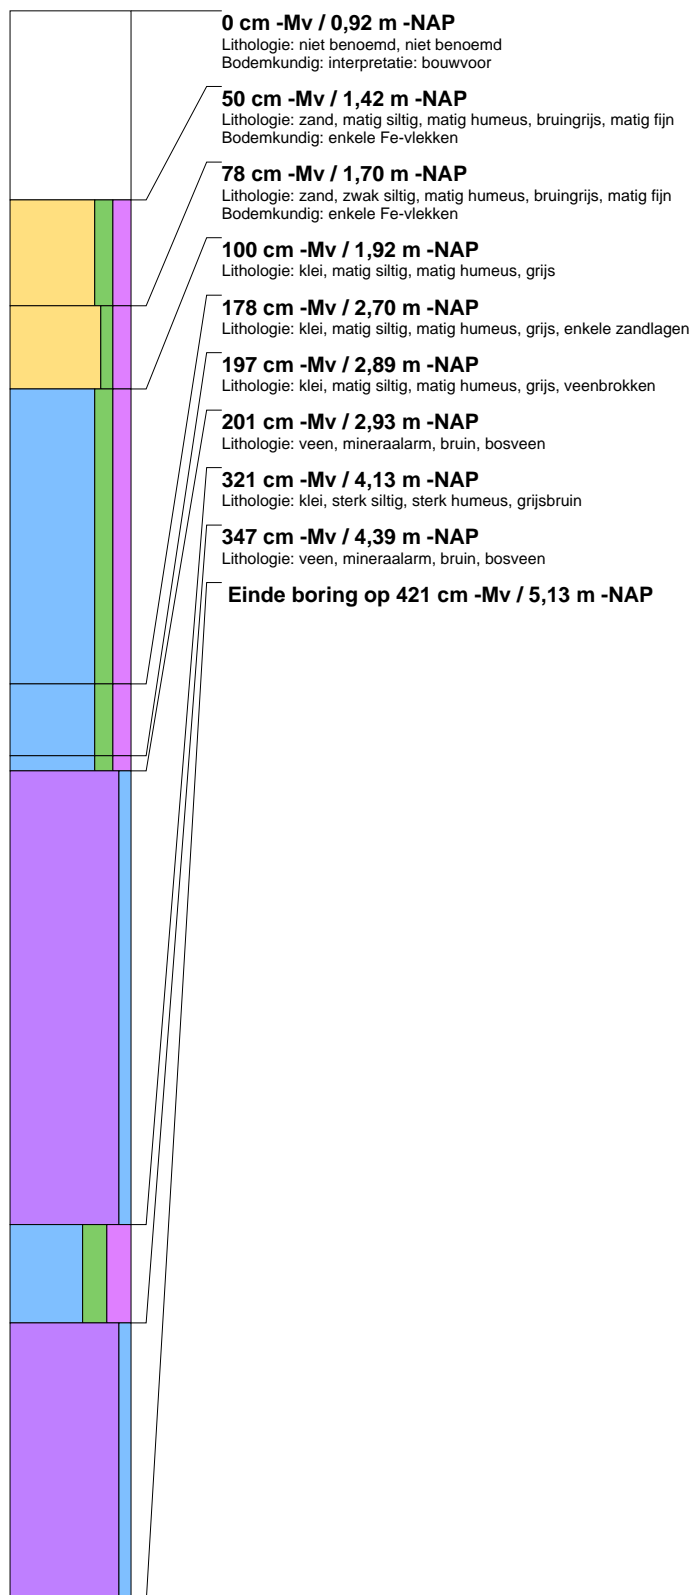 0 cm -Mv / 0,92 m -NAP
Lithologie: niet benoemd, niet benoemd
Bodemkundig: interpretatie: bouwvoor
50 cm -Mv / 1,42 m -NAP
Lithologie: zand, matig siltig, matig humeus, bruingrijs, matig fijn
Bodemkundig: enkele Fe-vlekken
78 cm -Mv / 1,70 m -NAP
Lithologie: zand, zwak siltig, matig humeus, bruingrijs, matig fijn
Bodemkundig: enkele Fe-vlekken
100 cm -Mv / 1,92 m -NAP
Lithologie: klei, matig siltig, matig humeus, grijs
178 cm -Mv / 2,70 m -NAP
Lithologie: klei, matig siltig, matig humeus, grijs, enkele zandlagen
197 cm -Mv / 2,89 m -NAP
Lithologie: klei, matig siltig, matig humeus, grijs, veenbrokken
201 cm -Mv / 2,93 m -NAP
Lithologie: veen, mineraalarm, bruin, bosveen
321 cm -Mv / 4,13 m -NAP
Lithologie: klei, sterk siltig, sterk humeus, grijsbruin
347 cm -Mv / 4,39 m -NAP
Lithologie: veen, mineraalarm, bruin, bosveen
Einde boring op 421 cm -Mv / 5,13 m -NAP